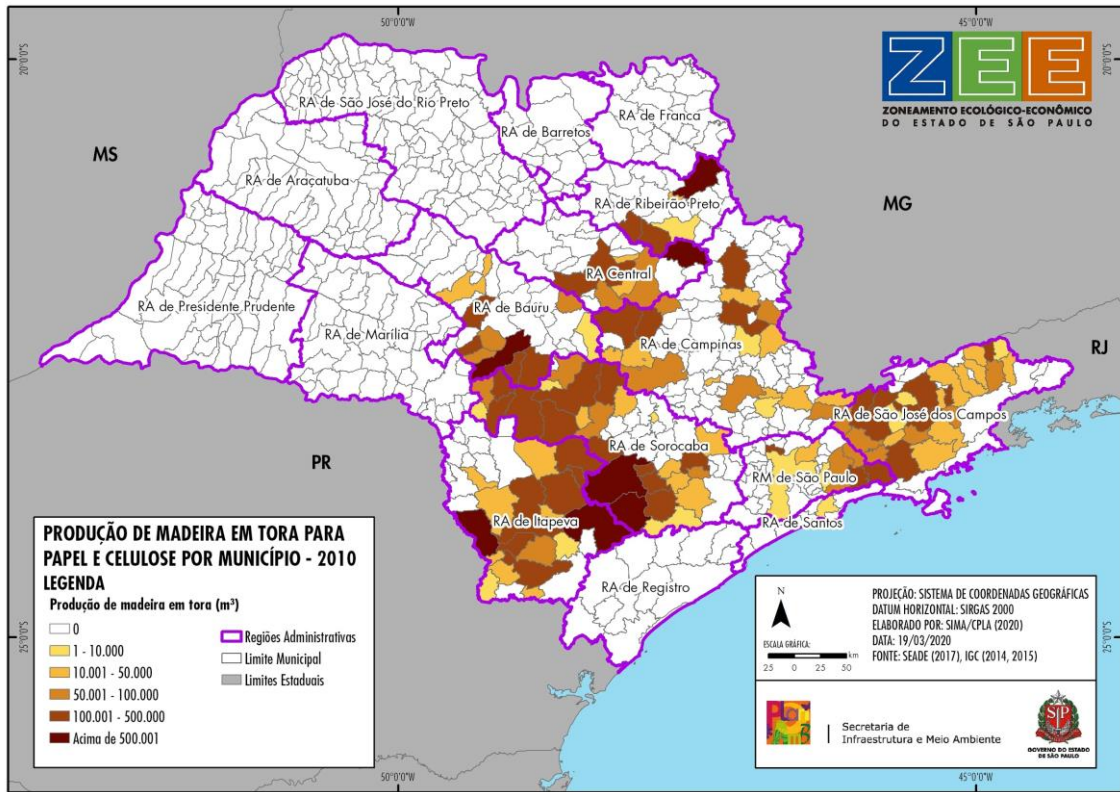 50°0'0"W
45°0'0"W
20°0'0"S
20°0'0"S
ZEE
ZONEAMENTO ECOLÓGICO-ECONÔMICO
DO ESTADO DE SÃO PAULO
RA de São José do Rio Preto
RA de Barretos
RA de Franca
MS
RA de Araçatuba
RA de Ribeirão Preto
MG
RA Central
RA de Presidente Prudente
RA de Bauru
RA de Marília
RA de Campinas
RJ
RA de São José dos Campos
RA de Sorocaba
PR
RM de São Paulo
RA de Itapeva
RA de Santos
RA de Registro
PRODUÇÃO DE MADEIRA EM TORA PARA
PAPEL E CELULOSE POR MUNICÍPIO - 2010
LEGENDA
Produção de madeira em tora (m³)
0
1 - 10.000
10.001 - 50.000
50.001 - 100.000
100.001 - 500.000
Acima de 500.001
Regiões Administrativas
Limite Municipal
Limites Estaduais
N
ESCALA GRÁFICA:
km
25 0 25 50
PROJEÇÃO: SISTEMA DE COORDENADAS GEOGRÁFICAS
DATUM HORIZONTAL: SIRGAS 2000
ELABORADO POR: SIMA/CPLA (2020)
DATA: 19/03/2020
FONTE: SEADE (2017), IGC (2014, 2015)
25°0'0"S
25°0'0"S
Secretaria de
Infraestrutura e Meio Ambiente
SP
GOVERNO DO ESTADO
DE SÃO PAULO
50°0'0"W
45°0'0"W